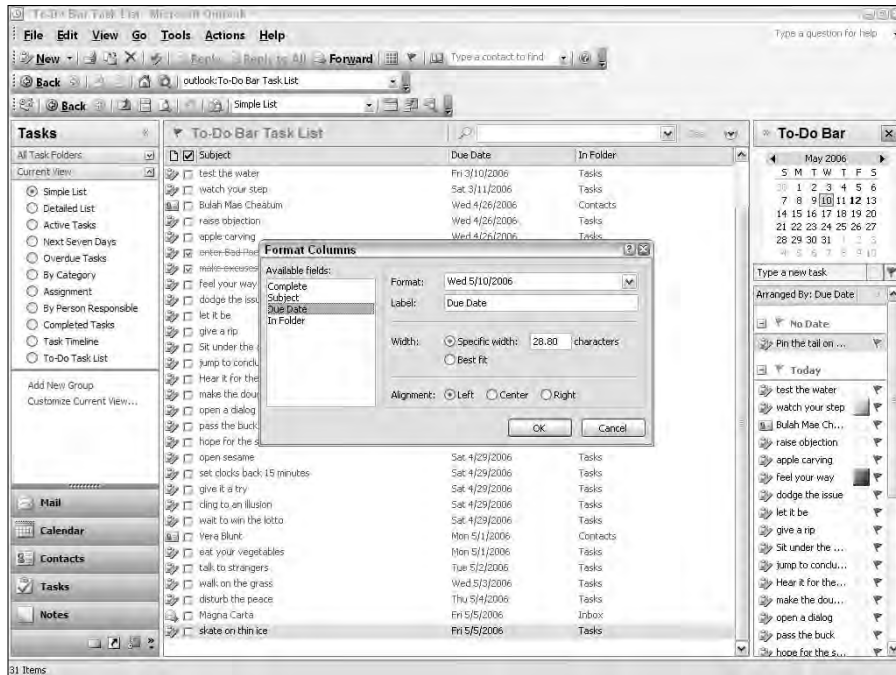 To-Do Bar Task List - Microsoft Outlook
File Edit View Go Tools Actions Help
Type a question for help
New Reply Reply to All Forward Type a contact to find
Back outlook:To-Do Bar Task List
Back Simple List
Tasks
All Task Folders
Current View
Simple List
Detailed List
Active Tasks
Next Seven Days
Overdue Tasks
By Category
Assignment
By Person Responsible
Completed Tasks
Task Timeline
To-Do Task List
Add New Group
Customize Current View...
Mail
Calendar
Contacts
Tasks
Notes
To-Do Bar Task List
Subject Due Date In Folder
test the water Fri 3/10/2006 Tasks
watch your step Sat 3/11/2006 Tasks
Bulah Mae Cheatum Wed 4/26/2006 Contacts
raise objection Wed 4/26/2006 Tasks
apple carving Wed 4/26/2006 Tasks
enter Bad
make excuses
feel your way
dodge the issu
let it be
give a rip
Sit under the
jump to conclu
Hear it for the
make the dou
open a dialog
pass the buck
hope for the s
open sesame Sat 4/29/2006 Tasks
set clocks back 15 minutes Sat 4/29/2006 Tasks
give it a try Sat 4/29/2006 Tasks
cling to an illusion Sat 4/29/2006 Tasks
wait to win the lotto Sat 4/29/2006 Tasks
Vera Blunt Mon 5/1/2006 Contacts
eat your vegetables Mon 5/1/2006 Tasks
talk to strangers Tue 5/2/2006 Tasks
walk on the grass Wed 5/3/2006 Tasks
disturb the peace Thu 5/4/2006 Tasks
Magna Carta Fri 5/5/2006 Inbox
skate on thin ice Fri 5/5/2006 Tasks
Format Columns
Available fields:
Complete
Subject
Due Date
In Folder
Format: Wed 5/10/2006
Label: Due Date
Width: Specific width: 28.80 characters
Best fit
Alignment: Left Center Right
OK Cancel
To-Do Bar
May 2006
S M T W T F S
30 1 2 3 4 5 6
7 8 9 10 11 12 13
14 15 16 17 18 19 20
21 22 23 24 25 26 27
28 29 30 31 1 2 3
4 5 6 7 8 9 10
Type a new task
Arranged By: Due Date
No Date
Pin the tail on ...
Today
test the water
watch your step
Bulah Mae Ch...
raise objection
apple carving
feel your way
dodge the issue
let it be
give a rip
Sit under the ...
jump to conclu...
Hear it for the...
make the dou...
open a dialog
pass the buck
hope for the s...
31 Items